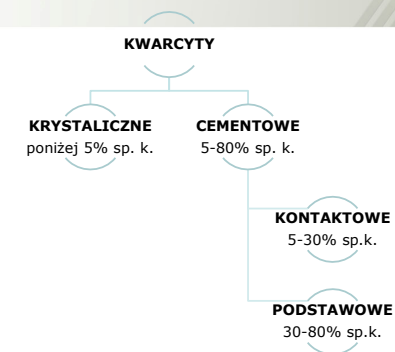 KWARCYTY
KRYSTALICZNE
poniżej 5% sp. k.
CEMENTOWE
5-80% sp. k.
KONTAKTOWE
5-30% sp.k.
PODSTAWOWE
30-80% sp.k.